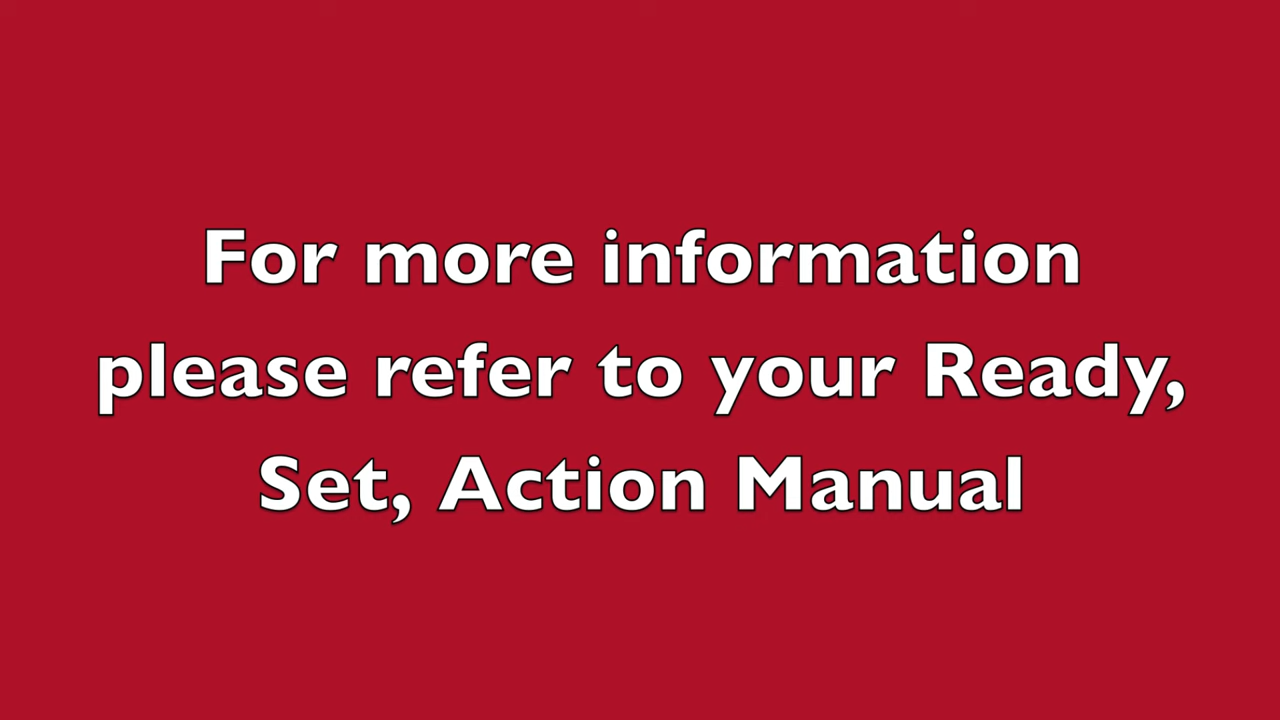 For more information
please refer to your Ready,
Set, Action Manual